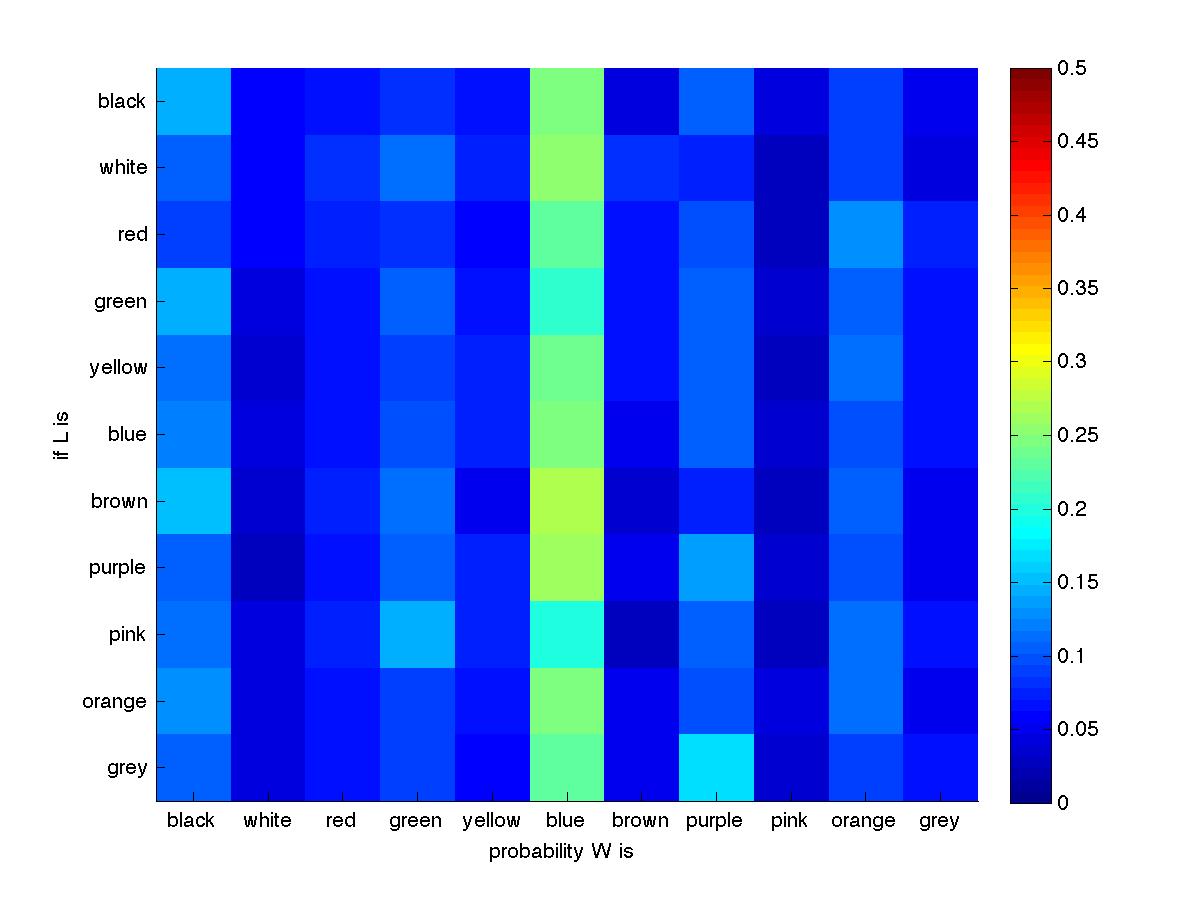 black
white
red
green
yellow
blue
brown
purple
pink
orange
grey
if L is
black white red green yellow blue brown purple pink orange grey
probability W is
0.5
0.45
0.4
0.35
0.3
0.25
0.2
0.15
0.1
0.05
0